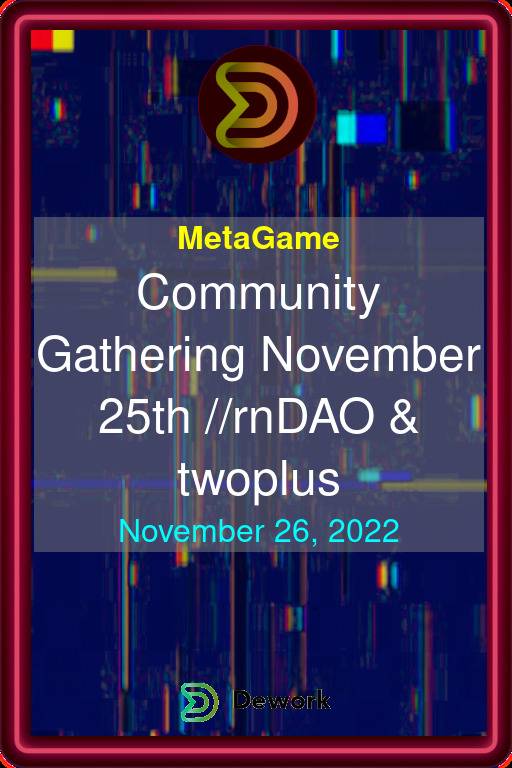 MetaGame
Community
Gathering November
25th //rnDAO &
twoplus
November 26, 2022
Dework